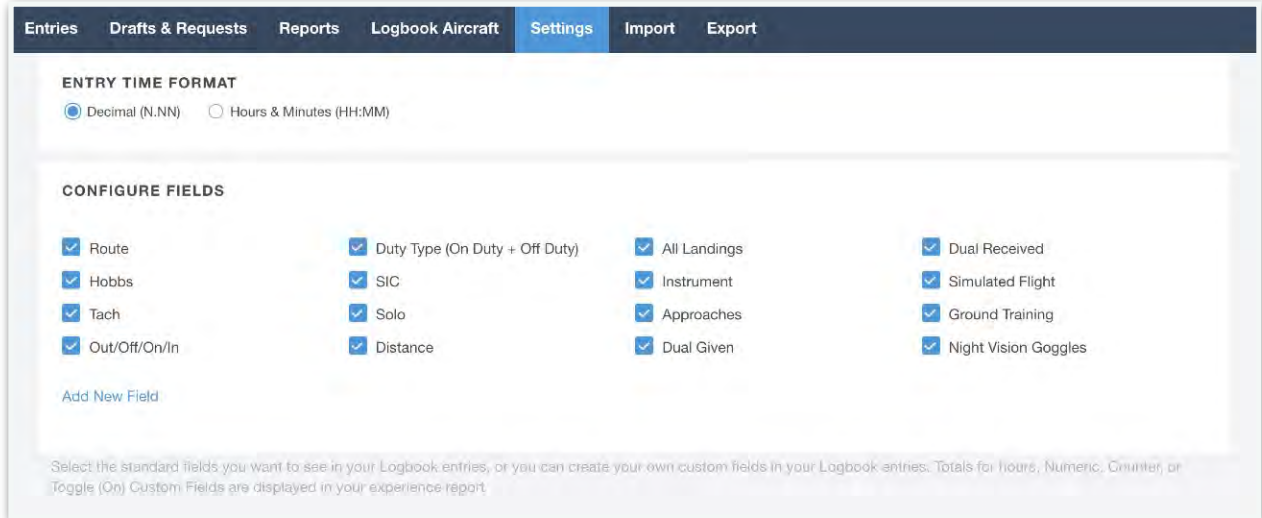 Entries Drafts & Requests Reports Logbook Aircraft Settings Import Export
ENTRY TIME FORMAT
Decimal (N.NN) Hours & Minutes (HH:MM)
CONFIGURE FIELDS
Route Duty Type (On Duty + Off Duty) All Landings Dual Received
Hobbs SIC Instrument Simulated Flight
Tach Solo Approaches Ground Training
Out/Off/On/In Distance Dual Given Night Vision Goggles
Add New Field
Select the standard fields you want to see in your Logbook entries, or you can create your own custom fields in your Logbook entries. Totals for hours, Numeric, Counter, or
Toggle (On) Custom Fields are displayed in your experience report.